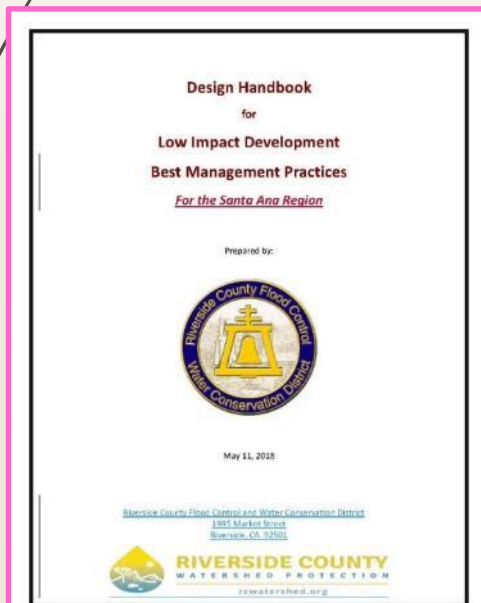 Design Handbook
for
Low Impact Development
Best Management Practices
For the Santa Ana Region
Prepared by:
Riverside County Flood Control
Water Conservation District
May 11, 2018
Riverside County Flood Control and Water Conservation District
1995 Market Street
Riverside, CA 92501
RIVERSIDE COUNTY
WATERSHED PROTECTION
rcwatershed.org